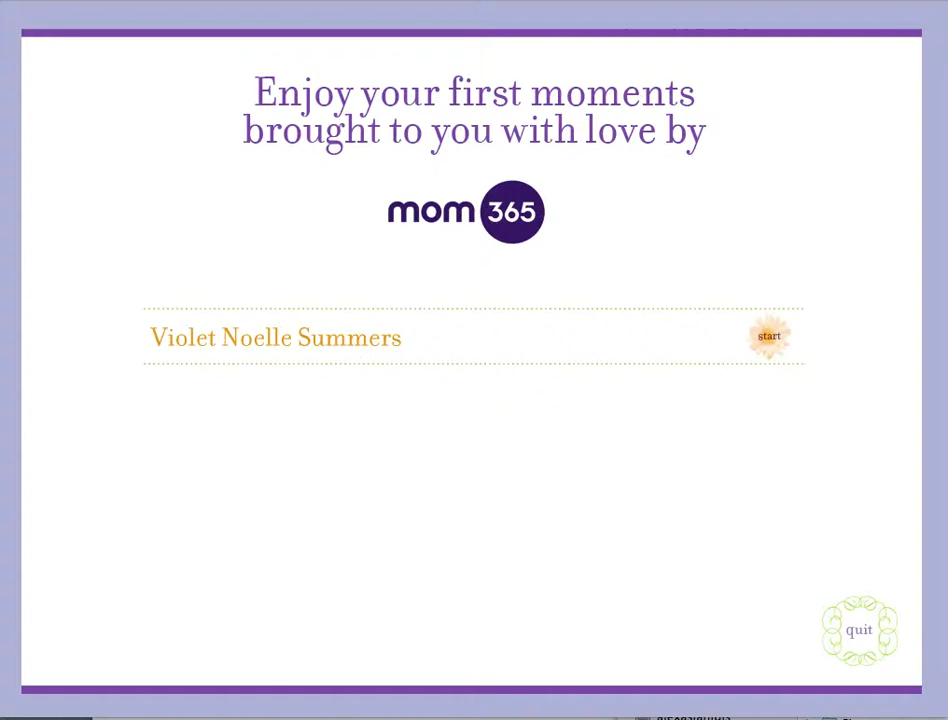 Enjoy your first moments
brought to you with love by
mom 365
Violet Noelle Summers
start
quit